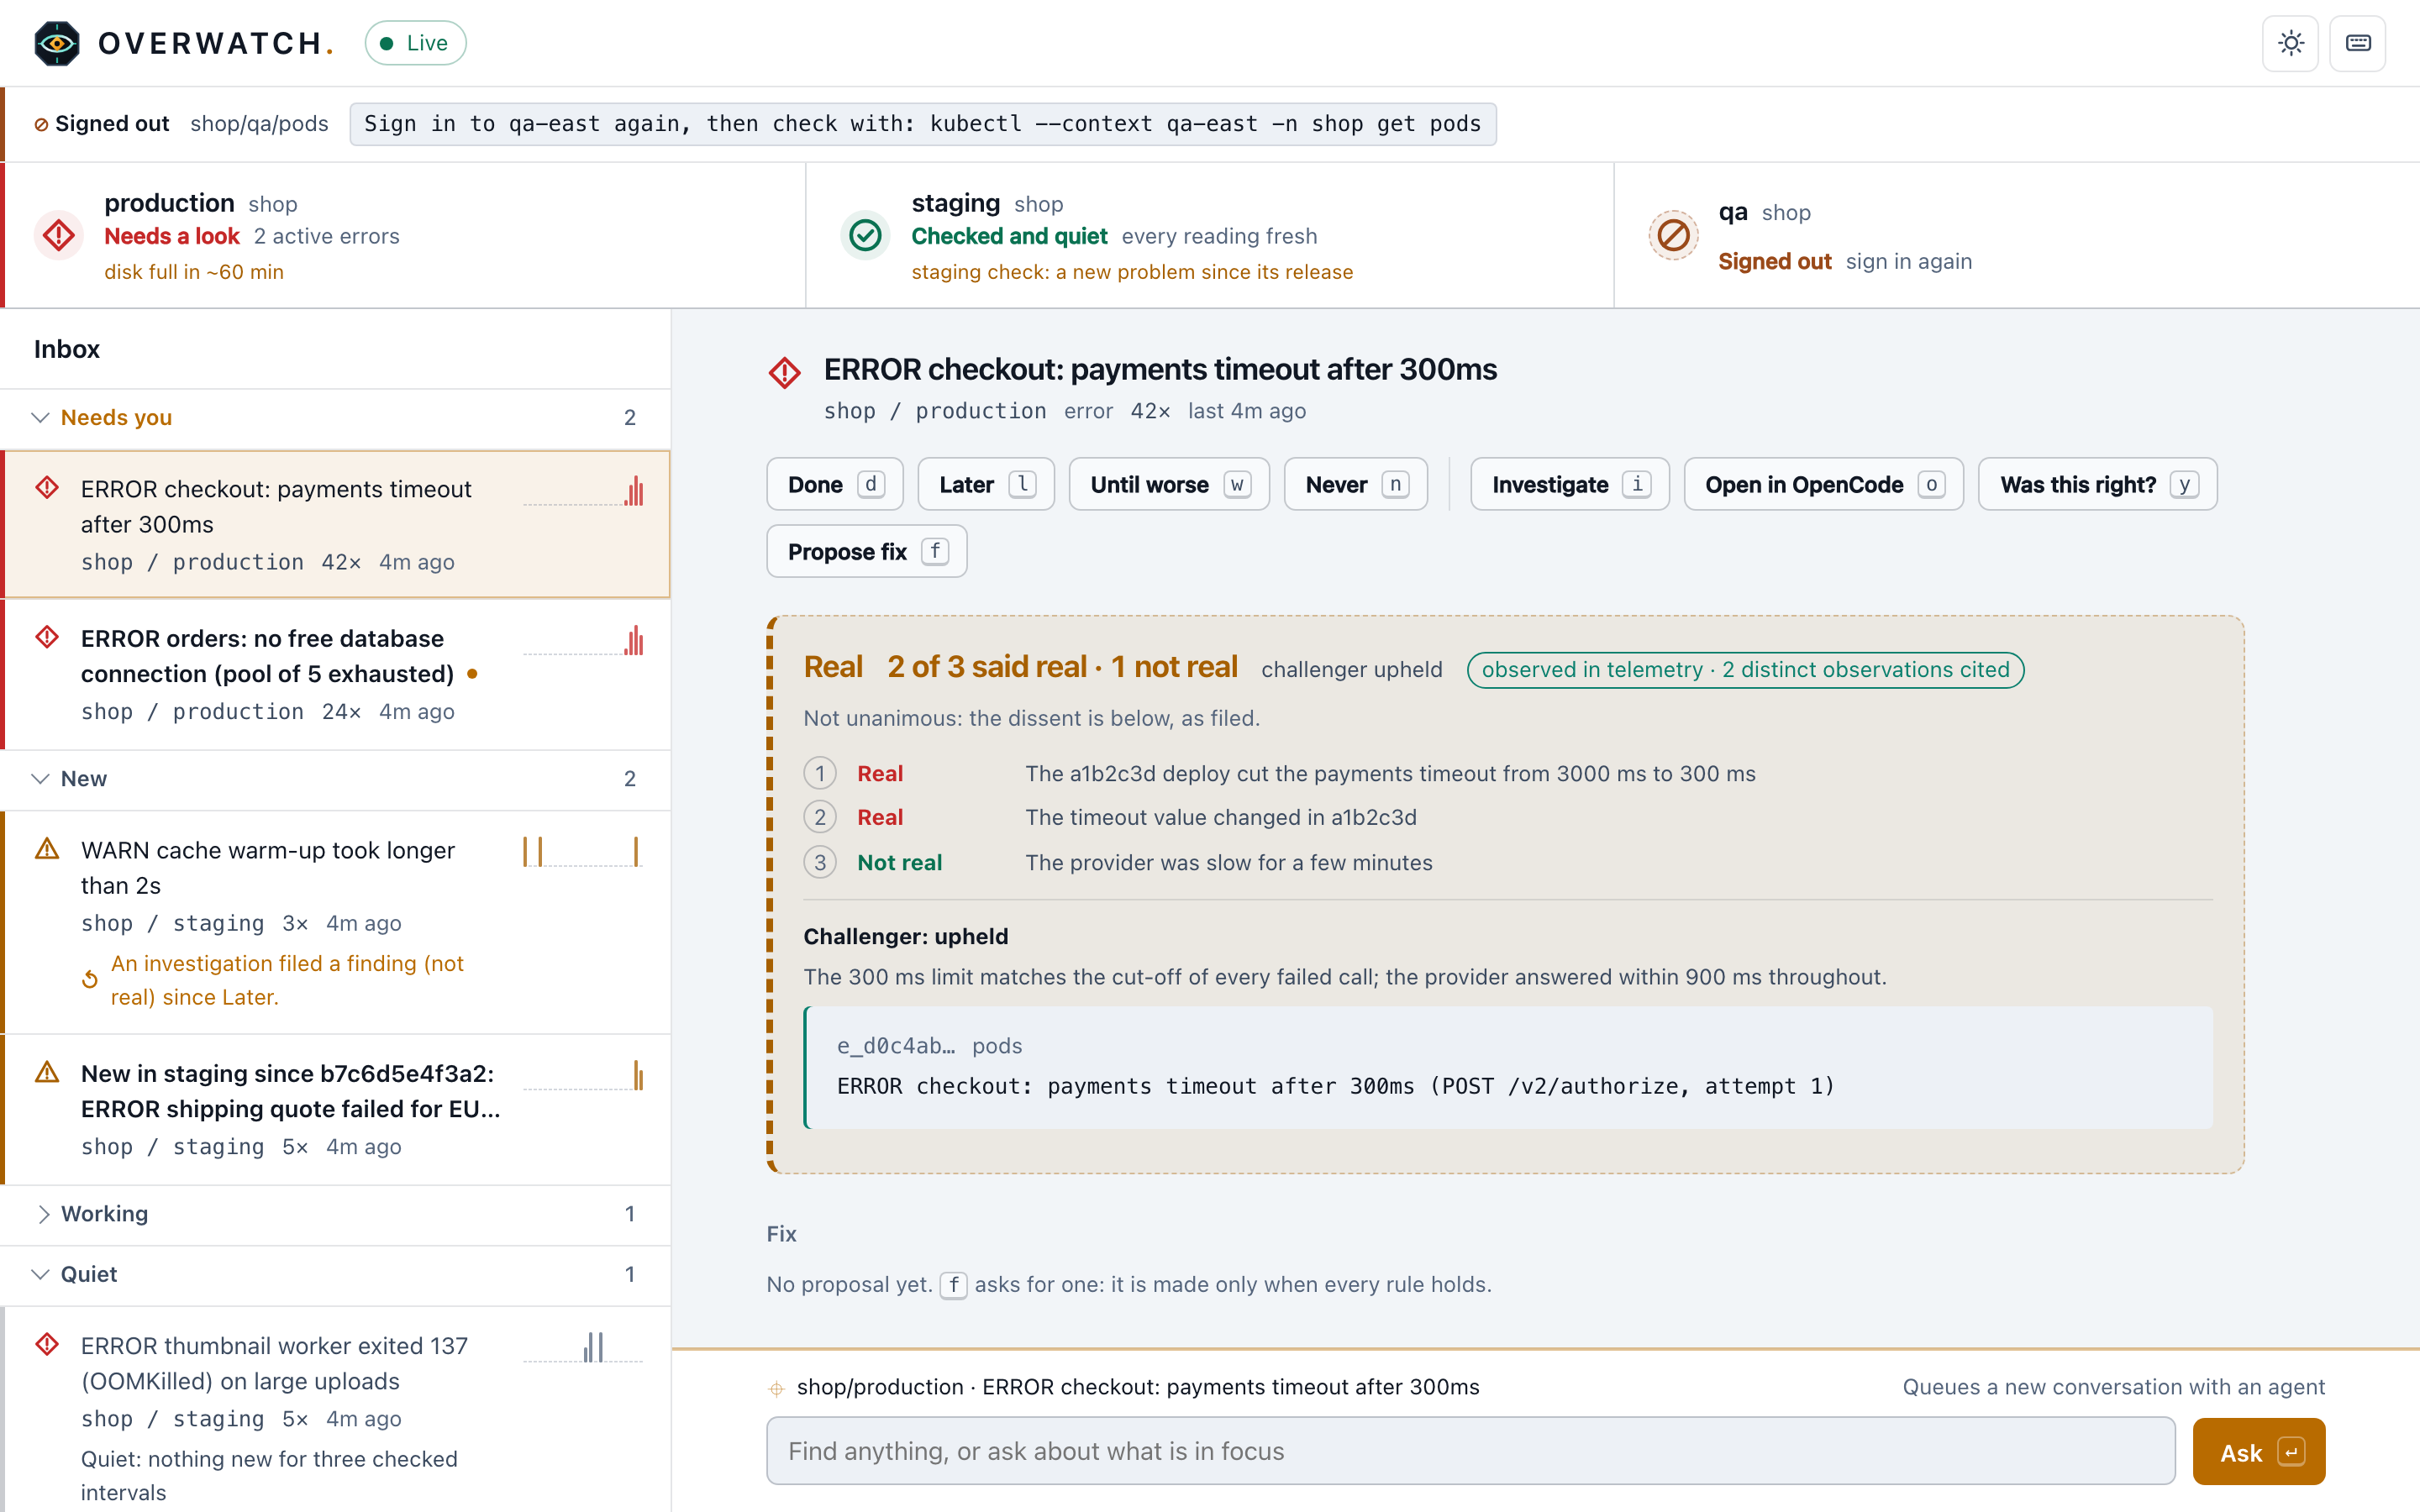 OVERWATCH.
Live
Signed out shop/qa/pods Sign in to qa-east again, then check with: kubectl --context qa-east -n shop get pods
production shop
Needs a look 2 active errors
disk full in ~60 min
staging shop
Checked and quiet every reading fresh
staging check: a new problem since its release
qa shop
Signed out sign in again
Inbox
Needs you 2
ERROR checkout: payments timeout
after 300ms
shop / production 42× 4m ago
ERROR orders: no free database
connection (pool of 5 exhausted)
shop / production 24× 4m ago
New 2
WARN cache warm-up took longer
than 2s
shop / staging 3× 4m ago
An investigation filed a finding (not
real) since Later.
New in staging since b7c6d5e4f3a2:
ERROR shipping quote failed for EU...
shop / staging 5× 4m ago
Working 1
Quiet 1
ERROR thumbnail worker exited 137
(OOMKilled) on large uploads
shop / staging 5× 4m ago
Quiet: nothing new for three checked
intervals
ERROR checkout: payments timeout after 300ms
shop / production error 42× last 4m ago
Done d Later l Until worse w Never n Investigate i Open in OpenCode o Was this right? y
Propose fix f
Real 2 of 3 said real · 1 not real challenger upheld observed in telemetry · 2 distinct observations cited
Not unanimous: the dissent is below, as filed.
1 Real The a1b2c3d deploy cut the payments timeout from 3000 ms to 300 ms
2 Real The timeout value changed in a1b2c3d
3 Not real The provider was slow for a few minutes
Challenger: upheld
The 300 ms limit matches the cut-off of every failed call; the provider answered within 900 ms throughout.
e_d0c4ab… pods
ERROR checkout: payments timeout after 300ms (POST /v2/authorize, attempt 1)
Fix
No proposal yet. f asks for one: it is made only when every rule holds.
shop/production · ERROR checkout: payments timeout after 300ms Queues a new conversation with an agent
Find anything, or ask about what is in focus
Ask ↵